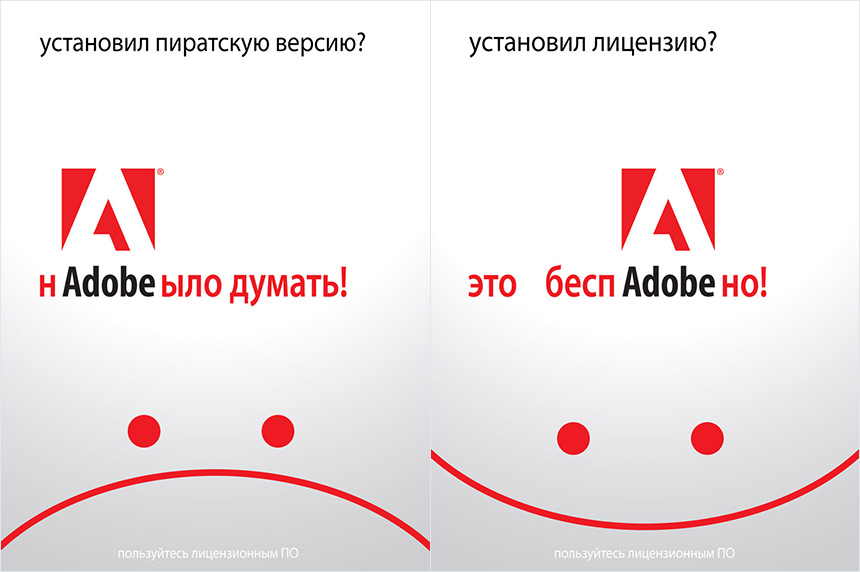 установил пиратскую версию?
н Adobe ыло думать!
пользуйтесь лицензионным ПО
установил лицензию?
это бесп Adobe но!
пользуйтесь лицензионным ПО